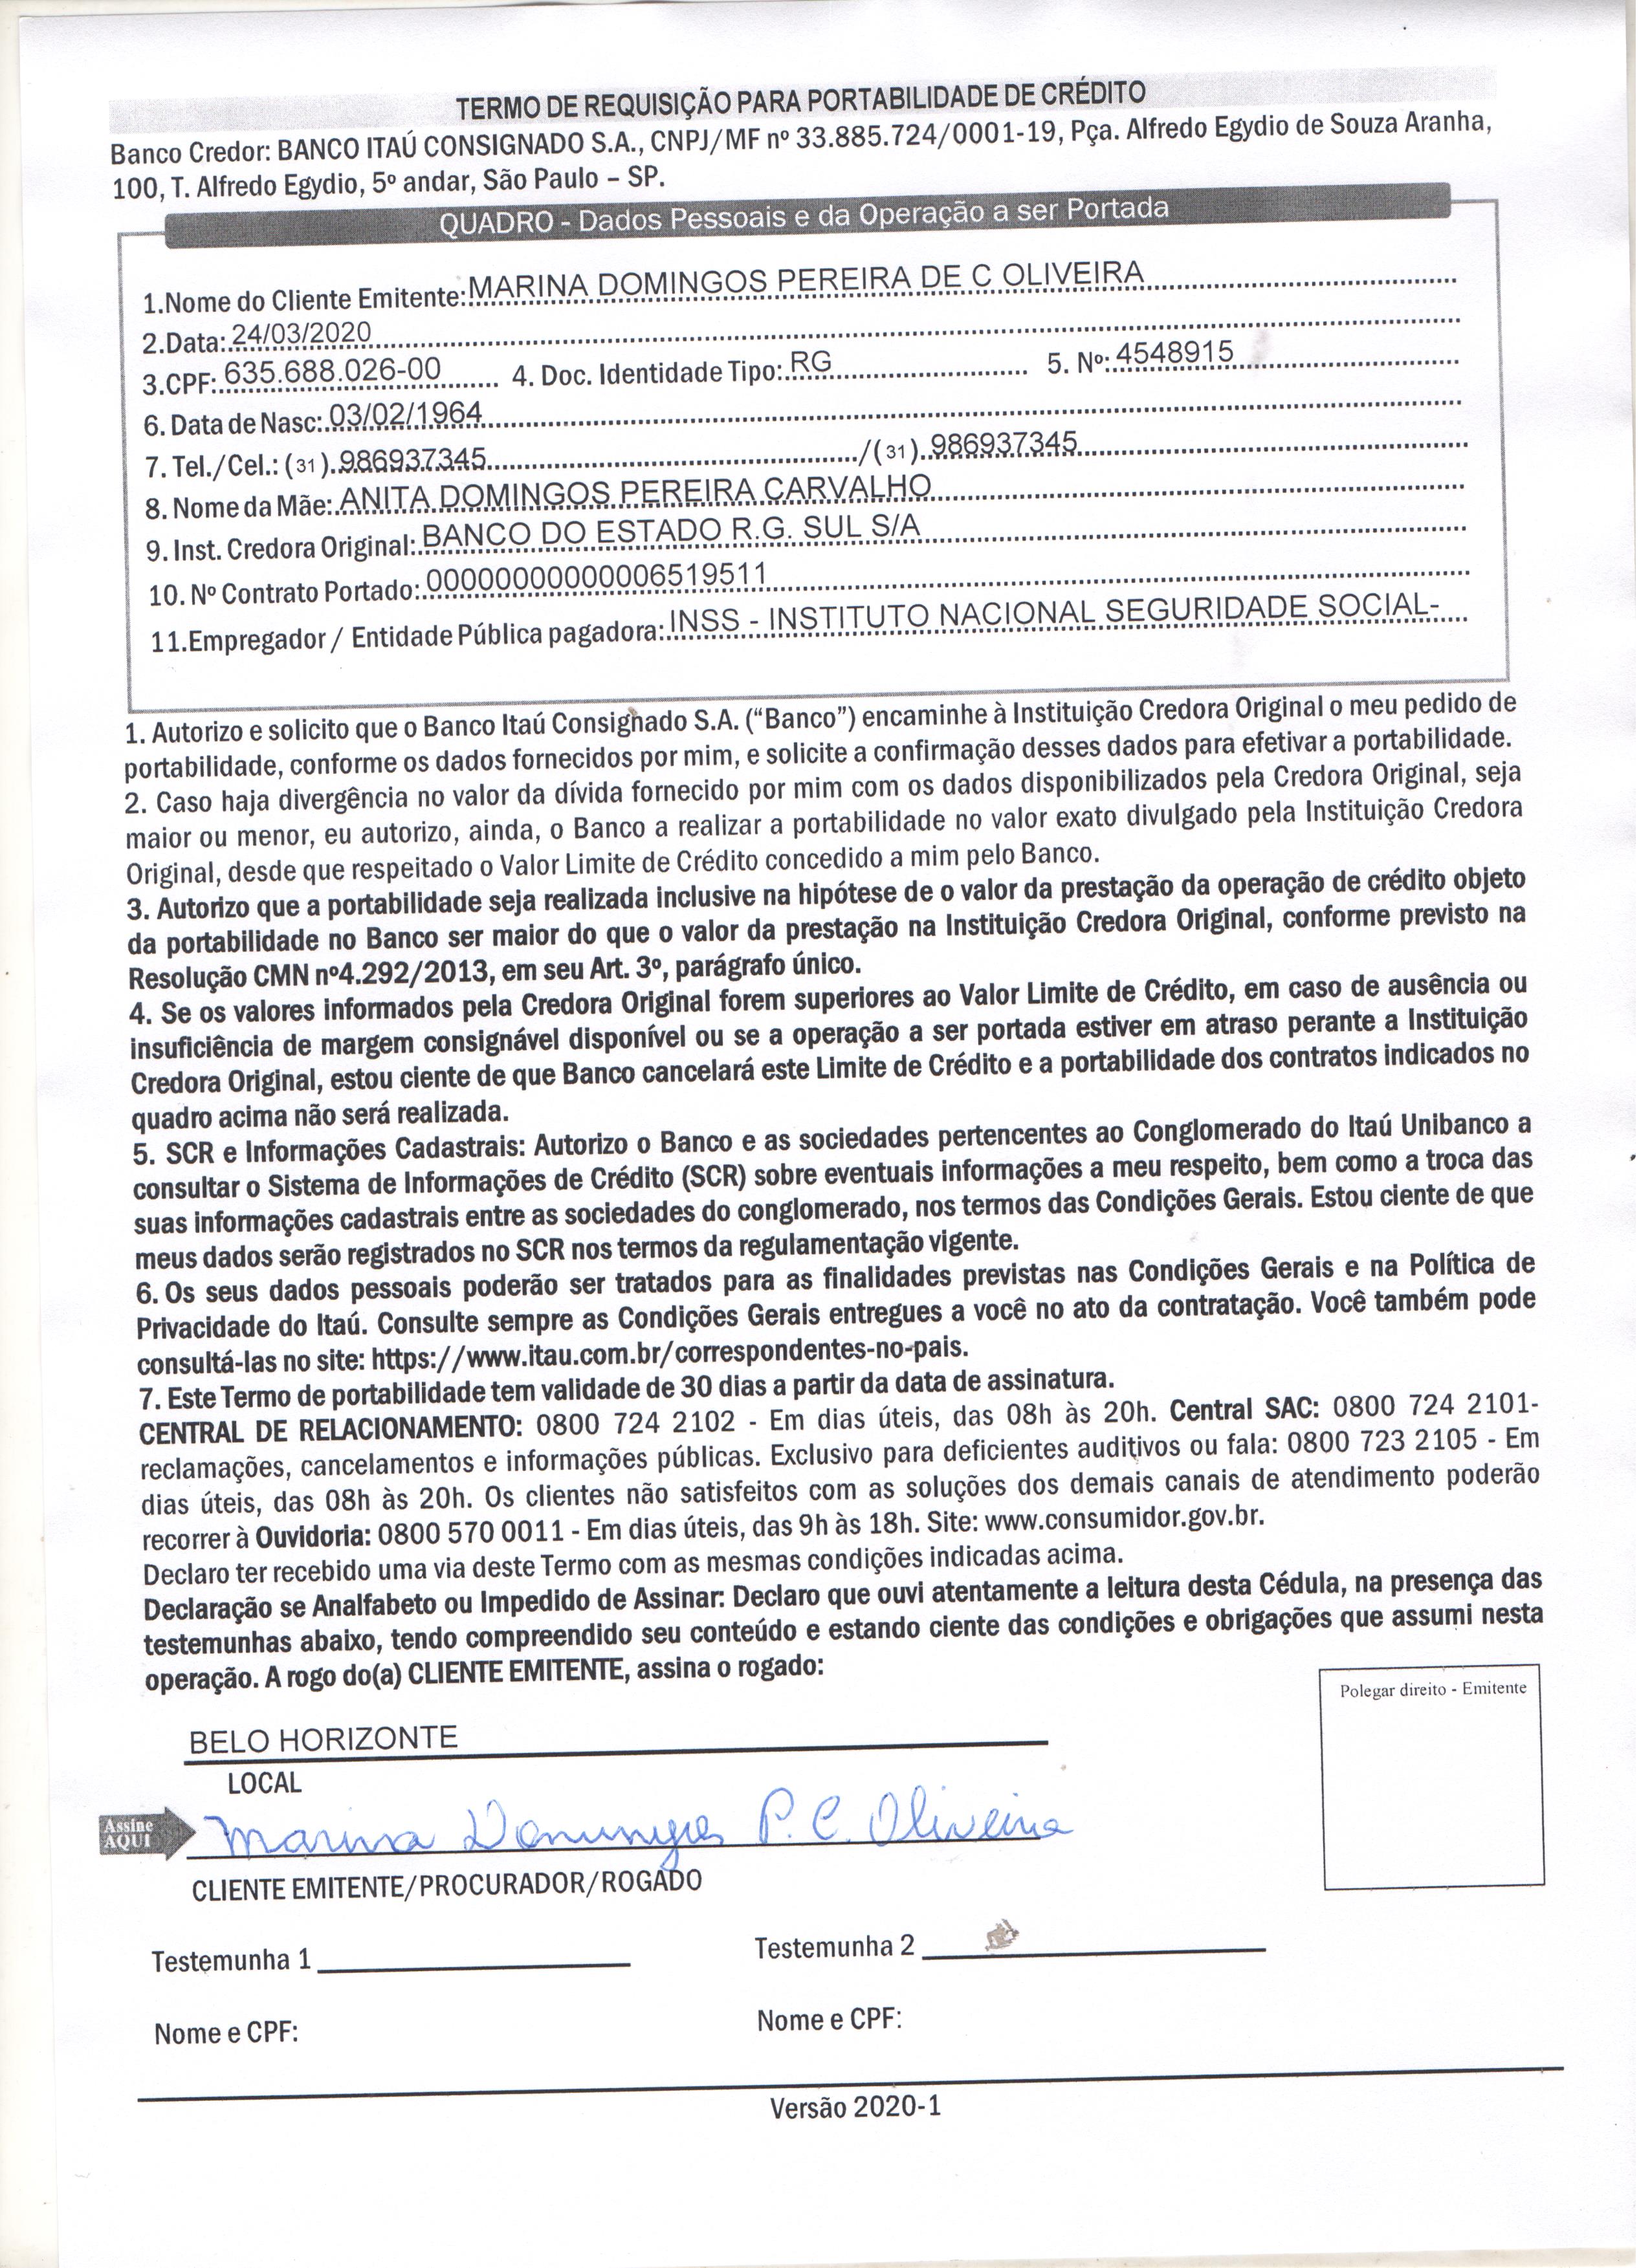 TERMO DE REQUISIÇÃO PARA PORTABILIDADE DE CRÉDITO
Banco Credor: BANCO ITAÚ CONSIGNADO S.A., CNPJ/MF nº 33.885.724/0001-19, Pça. Alfredo Egydio de Souza Aranha,
100, T. Alfredo Egydio, 5º andar, São Paulo – SP.
QUADRO - Dados Pessoais e da Operação a ser Portada
1.Nome do Cliente Emitente: MARINA DOMINGOS PEREIRA DE C OLIVEIRA
2.Data: 24/03/2020
3.CPF: 635.688.026-00 4. Doc. Identidade Tipo: RG 5. Nº: 4548915
6. Data de Nasc: 03/02/1964
7. Tel./Cel.: (31) 986937345 /(31) 986937345
8. Nome da Mãe: ANITA DOMINGOS PEREIRA CARVALHO
9. Inst. Credora Original: BANCO DO ESTADO R.G. SUL S/A
10. Nº Contrato Portado: 00000000000006519511
11.Empregador / Entidade Pública pagadora: INSS - INSTITUTO NACIONAL SEGURIDADE SOCIAL-
1. Autorizo e solicito que o Banco Itaú Consignado S.A. (“Banco”) encaminhe à Instituição Credora Original o meu pedido de
portabilidade, conforme os dados fornecidos por mim, e solicite a confirmação desses dados para efetivar a portabilidade.
2. Caso haja divergência no valor da dívida fornecido por mim com os dados disponibilizados pela Credora Original, seja
maior ou menor, eu autorizo, ainda, o Banco a realizar a portabilidade no valor exato divulgado pela Instituição Credora
Original, desde que respeitado o Valor Limite de Crédito concedido a mim pelo Banco.
3. Autorizo que a portabilidade seja realizada inclusive na hipótese de o valor da prestação da operação de crédito objeto
da portabilidade no Banco ser maior do que o valor da prestação na Instituição Credora Original, conforme previsto na
Resolução CMN nº4.292/2013, em seu Art. 3º, parágrafo único.
4. Se os valores informados pela Credora Original forem superiores ao Valor Limite de Crédito, em caso de ausência ou
insuficiência de margem consignável disponível ou se a operação a ser portada estiver em atraso perante a Instituição
Credora Original, estou ciente de que Banco cancelará este Limite de Crédito e a portabilidade dos contratos indicados no
quadro acima não será realizada.
5. SCR e Informações Cadastrais: Autorizo o Banco e as sociedades pertencentes ao Conglomerado do Itaú Unibanco a
consultar o Sistema de Informações de Crédito (SCR) sobre eventuais informações a meu respeito, bem como a troca das
suas informações cadastrais entre as sociedades do conglomerado, nos termos das Condições Gerais. Estou ciente de que
meus dados serão registrados no SCR nos termos da regulamentação vigente.
6. Os seus dados pessoais poderão ser tratados para as finalidades previstas nas Condições Gerais e na Política de
Privacidade do Itaú. Consulte sempre as Condições Gerais entregues a você no ato da contratação. Você também pode
consultá-las no site: https://www.itau.com.br/correspondentes-no-pais.
7. Este Termo de portabilidade tem validade de 30 dias a partir da data de assinatura.
CENTRAL DE RELACIONAMENTO: 0800 724 2102 - Em dias úteis, das 08h às 20h. Central SAC: 0800 724 2101-
reclamações, cancelamentos e informações públicas. Exclusivo para deficientes auditivos ou fala: 0800 723 2105 - Em
dias úteis, das 08h às 20h. Os clientes não satisfeitos com as soluções dos demais canais de atendimento poderão
recorrer à Ouvidoria: 0800 570 0011 - Em dias úteis, das 9h às 18h. Site: www.consumidor.gov.br.
Declaro ter recebido uma via deste Termo com as mesmas condições indicadas acima.
Declaração se Analfabeto ou Impedido de Assinar: Declaro que ouvi atentamente a leitura desta Cédula, na presença das
testemunhas abaixo, tendo compreendido seu conteúdo e estando ciente das condições e obrigações que assumi nesta
operação. A rogo do(a) CLIENTE EMITENTE, assina o rogado:
Polegar direito - Emitente
BELO HORIZONTE
LOCAL
Assine
AQUI
Marina Domingos P. C. Oliveira
CLIENTE EMITENTE/PROCURADOR/ROGADO
Testemunha 1 Testemunha 2
Nome e CPF: Nome e CPF:
Versão 2020-1